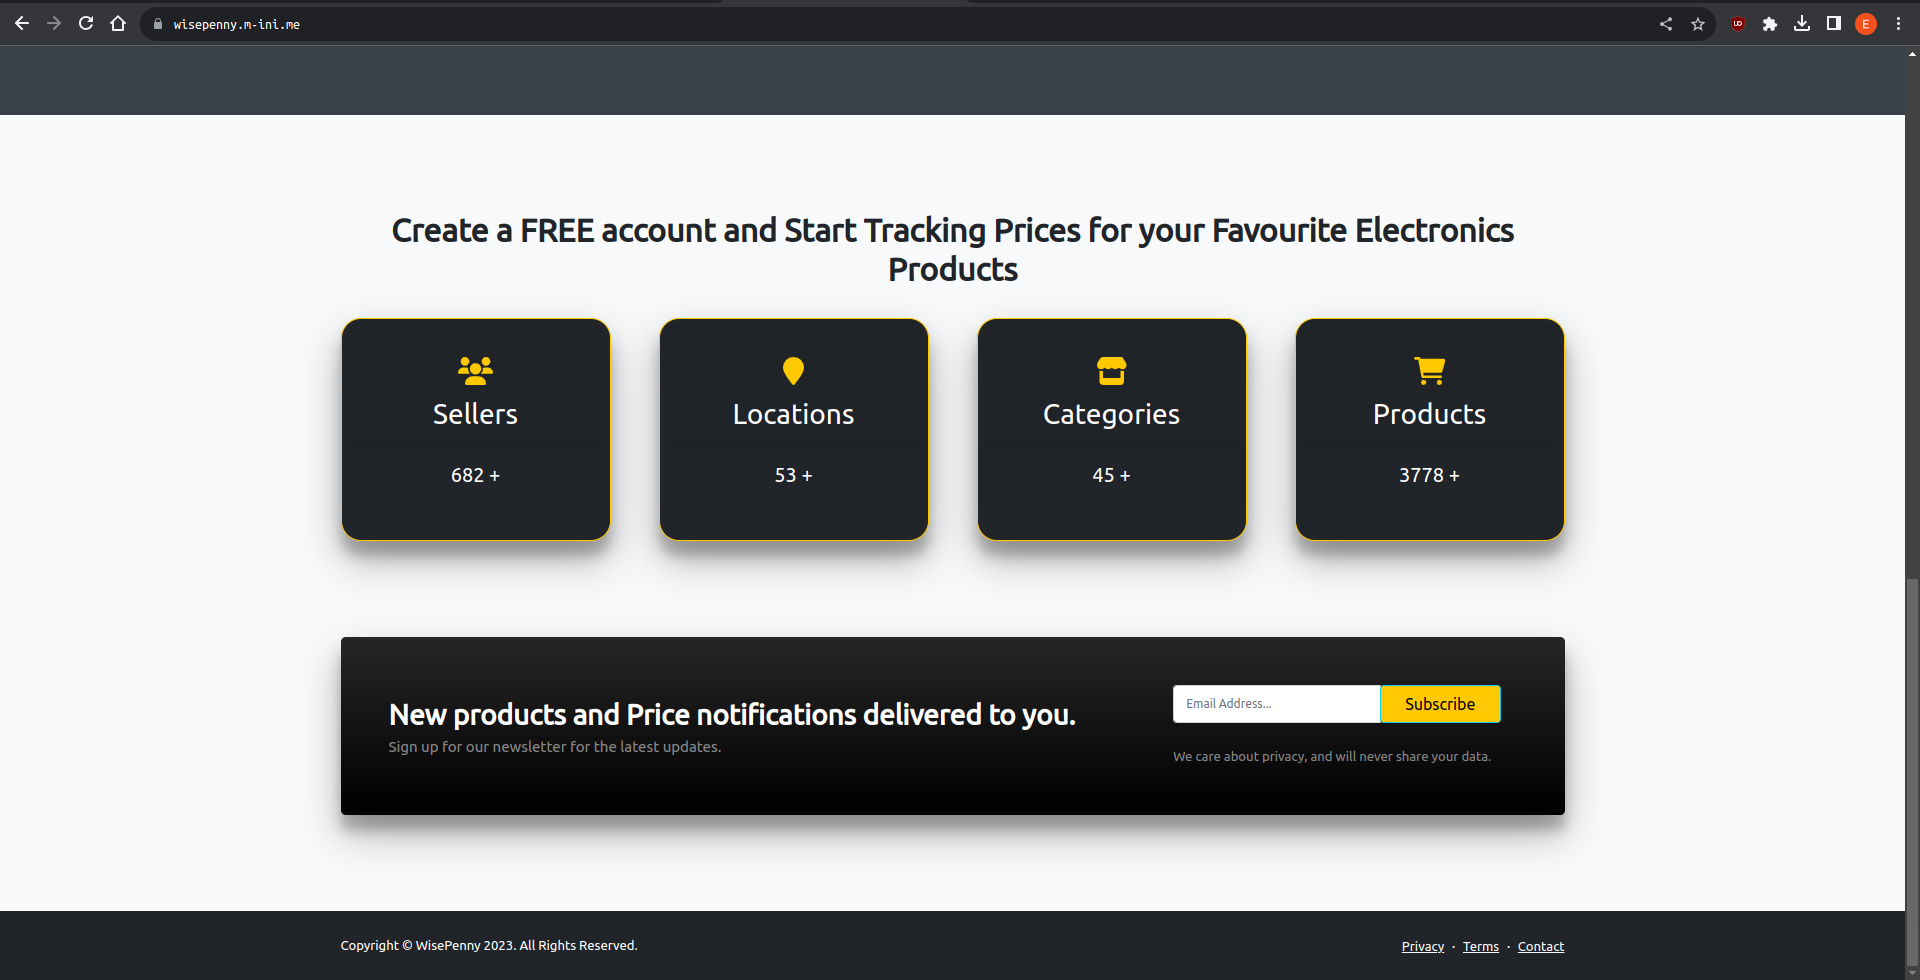 wisepenny.m-ini.me
E
Create a FREE account and Start Tracking Prices for your Favourite Electronics
Products
Sellers
Locations
Categories
Products
682 +
53 +
45 +
3778 +
New products and Price notifications delivered to you.
Sign up for our newsletter for the latest updates.
Email Address...
Subscribe
We care about privacy, and will never share your data.
Copyright © WisePenny 2023. All Rights Reserved.
Privacy · Terms · Contact